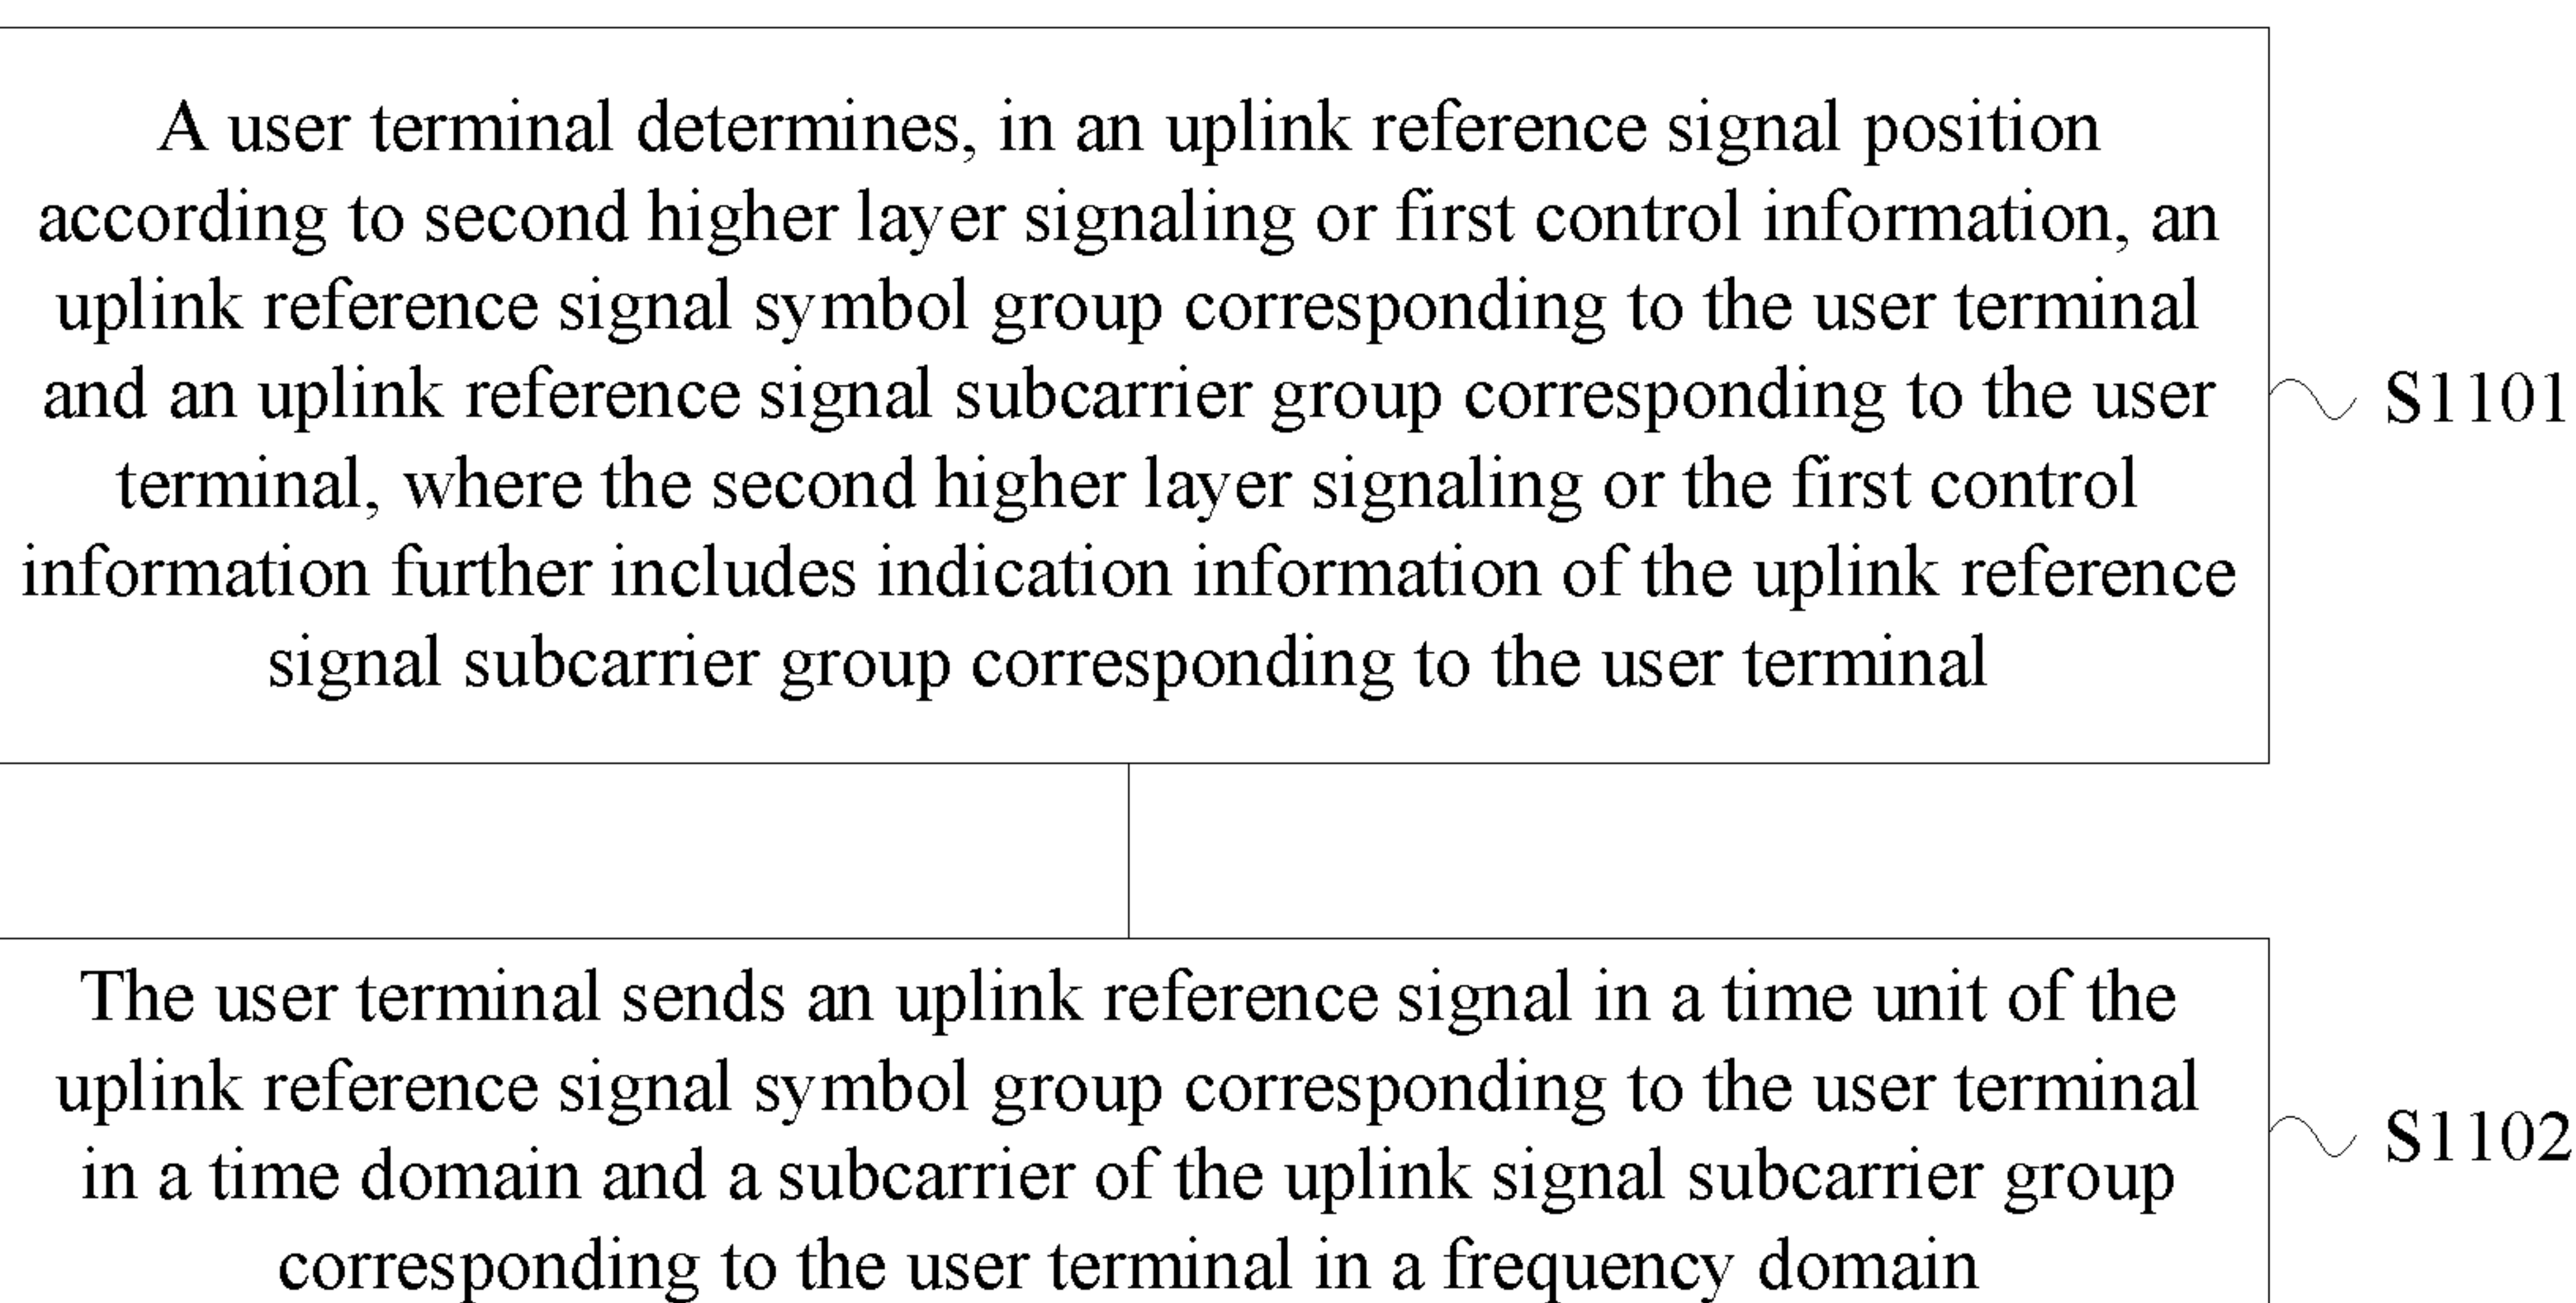 A user terminal determines, in an uplink reference signal position
according to second higher layer signaling or first control information, an
uplink reference signal symbol group corresponding to the user terminal
and an uplink reference signal subcarrier group corresponding to the user
terminal, where the second higher layer signaling or the first control
information further includes indication information of the uplink reference
signal subcarrier group corresponding to the user terminal
S1101
The user terminal sends an uplink reference signal in a time unit of the
uplink reference signal symbol group corresponding to the user terminal
in a time domain and a subcarrier of the uplink signal subcarrier group
corresponding to the user terminal in a frequency domain
S1102